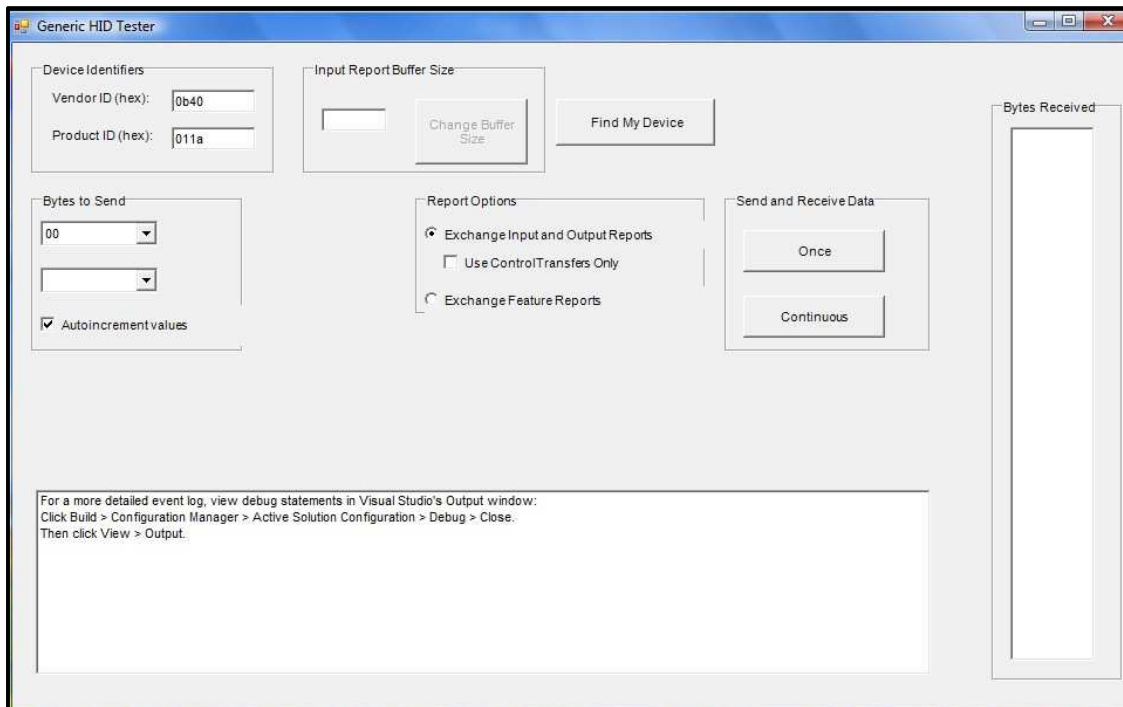 Generic HID Tester
Device Identifiers
Vendor ID (hex):
0b40
Product ID (hex):
011a
Input Report Buffer Size
Change Buffer
Size
Find My Device
Bytes Received
Bytes to Send
00
Autoincrement values
Report Options
Exchange Input and Output Reports
Use Control Transfers Only
Exchange Feature Reports
Send and Receive Data
Once
Continuous
For a more detailed event log, view debug statements in Visual Studio's Output window:
Click Build > Configuration Manager > Active Solution Configuration > Debug > Close.
Then click View > Output.